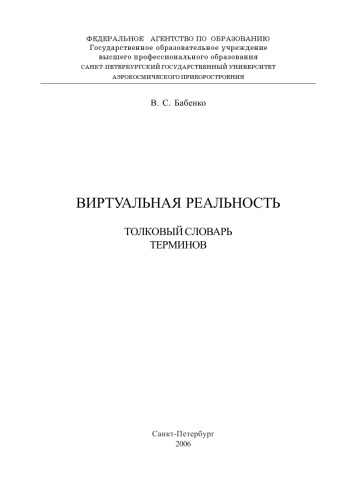 ФЕДЕРАЛЬНОЕ АГЕНТСТВО ПО ОБРАЗОВАНИЮ
Государственное образовательное учреждение
высшего профессионального образования
САНКТ-ПЕТЕРБУРГСКИЙ ГОСУДАРСТВЕННЫЙ УНИВЕРСИТЕТ
АЭРОКОСМИЧЕСКОГО ПРИБОРОСТРОЕНИЯ
В. С. Бабенко
ВИРТУАЛЬНАЯ РЕАЛЬНОСТЬ
ТОЛКОВЫЙ СЛОВАРЬ
ТЕРМИНОВ
Санкт-Петербург
2006